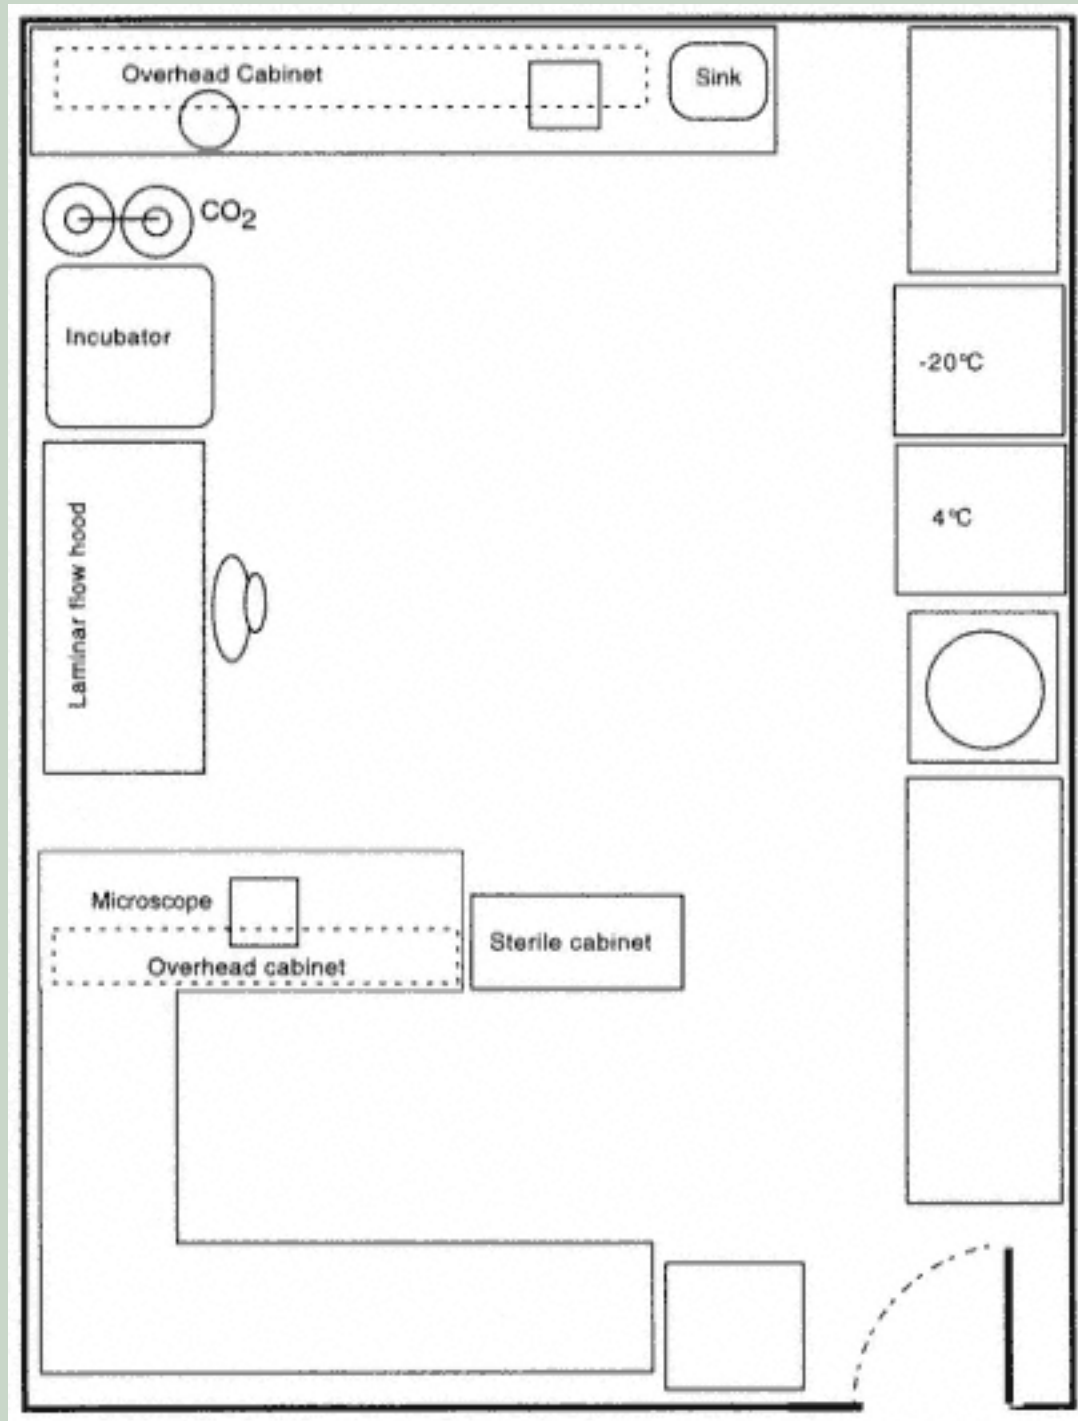 Overhead Cabinet
Sink
CO2
Incubator
-20°C
4°C
Laminar flow hood
Microscope
Overhead cabinet
Sterile cabinet